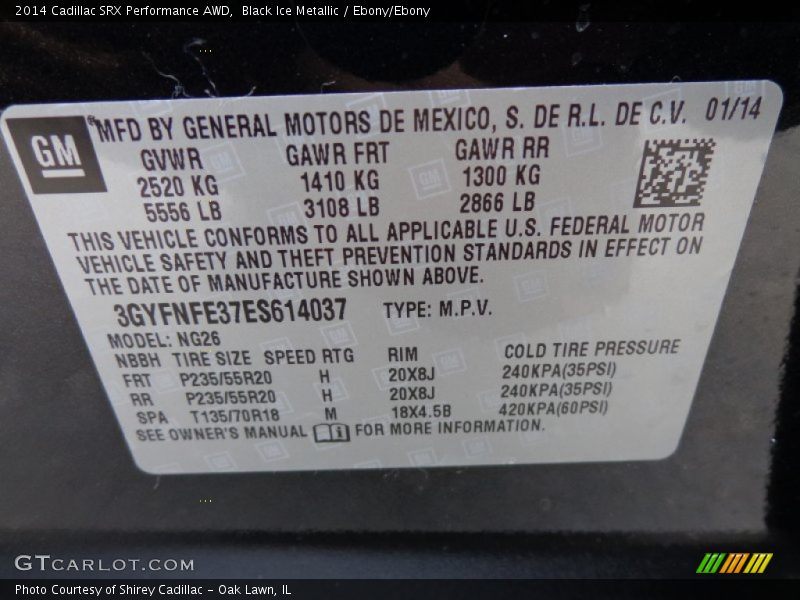 2014 Cadillac SRX Performance AWD,  Black Ice Metallic / Ebony/Ebony
GM
MFD BY GENERAL MOTORS DE MEXICO, S. DE R.L. DE C.V. 01/14
GVWR GAWR FRT GAWR RR
2520 KG 1410 KG 1300 KG
5556 LB 3108 LB 2866 LB
THIS VEHICLE CONFORMS TO ALL APPLICABLE U.S. FEDERAL MOTOR
VEHICLE SAFETY AND THEFT PREVENTION STANDARDS IN EFFECT ON
THE DATE OF MANUFACTURE SHOWN ABOVE.
3GYFNFE37ES614037 TYPE: M.P.V.
MODEL: NG26
NBBH TIRE SIZE SPEED RTG RIM COLD TIRE PRESSURE
FRT P235/55R20 H 20X8J 240KPA(35PSI)
RR P235/55R20 H 20X8J 240KPA(35PSI)
SPA T135/70R18 M 18X4.5B 420KPA(60PSI)
SEE OWNER'S MANUAL FOR MORE INFORMATION.
GTCARLOT.COM
Photo Courtesy of Shirey Cadillac - Oak Lawn, IL